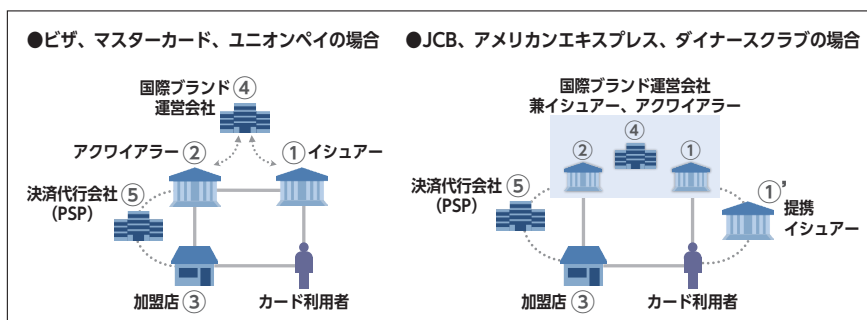 ●ビザ、マスターカード、ユニオンペイの場合
国際ブランド④
運営会社
アクワイアラー②
①イシュアー
決済代行会社⑤
(PSP)
加盟店③
カード利用者
●JCB、アメリカンエキスプレス、ダイナースクラブの場合
国際ブランド運営会社
兼イシュアー、アクワイアラー
④
②
①
決済代行会社⑤
(PSP)
①’
提携
イシュアー
加盟店③
カード利用者